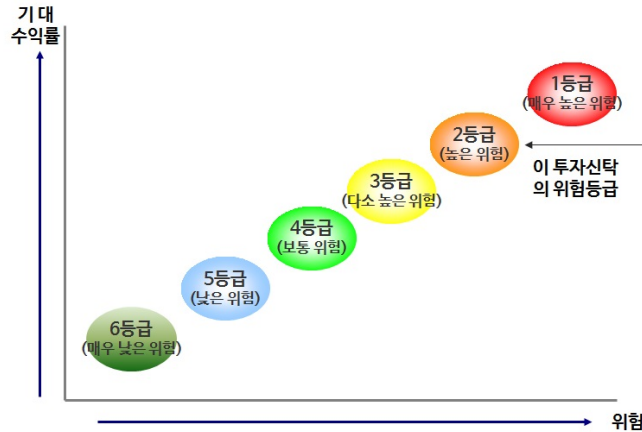 기 대
수익률
1등급
(매우 높은 위험)
2등급
(높은 위험)
이 투자신탁
의 위험등급
3등급
(다소 높은 위험)
4등급
(보통 위험)
5등급
(낮은 위험)
6등급
(매우 낮은 위험)
위험